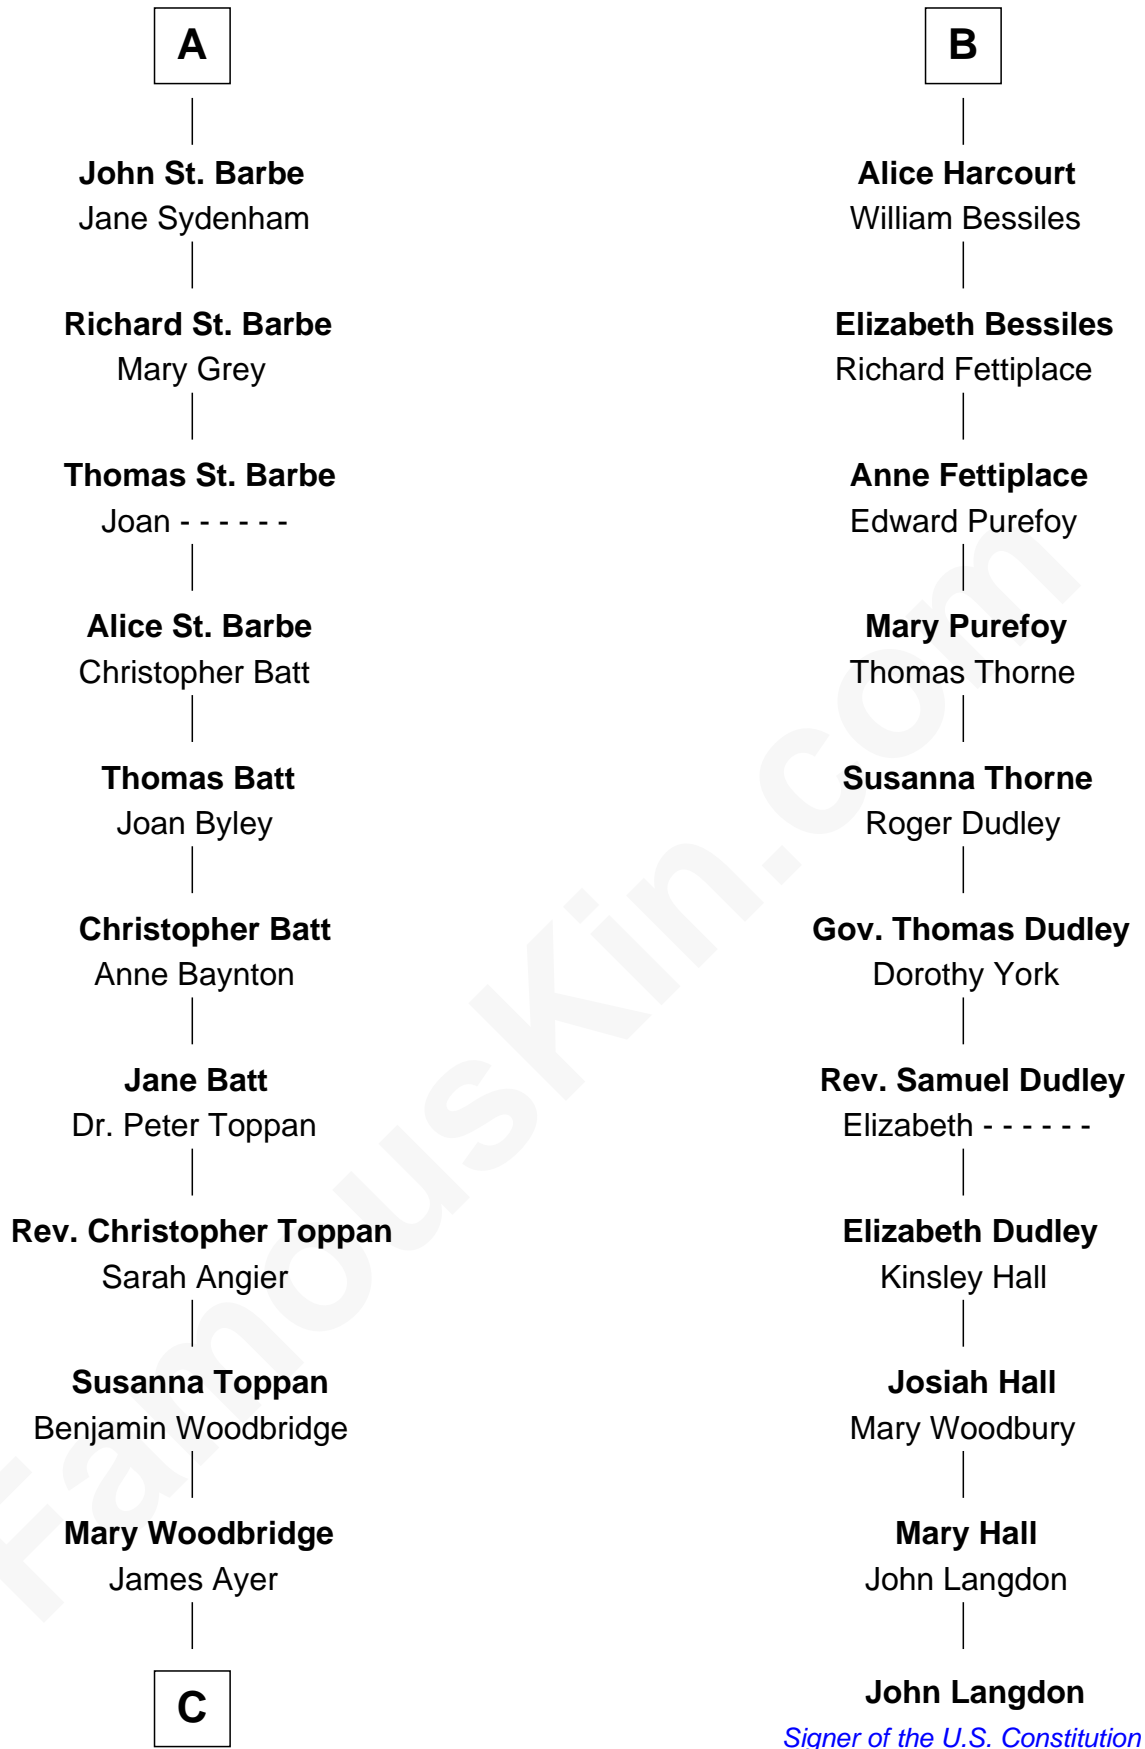 A
John St. Barbe
Jane Sydenham
Richard St. Barbe
Mary Grey
Thomas St. Barbe
Joan - - - - - -
Alice St. Barbe
Christopher Batt
Thomas Batt
Joan Byley
Christopher Batt
Anne Baynton
Jane Batt
Dr. Peter Toppan
Rev. Christopher Toppan
Sarah Angier
Susanna Toppan
Benjamin Woodbridge
Mary Woodbridge
James Ayer
C
B
Alice Harcourt
William Bessiles
Elizabeth Bessiles
Richard Fettiplace
Anne Fettiplace
Edward Purefoy
Mary Purefoy
Thomas Thorne
Susanna Thorne
Roger Dudley
Gov. Thomas Dudley
Dorothy York
Rev. Samuel Dudley
Elizabeth - - - - - -
Elizabeth Dudley
Kinsley Hall
Josiah Hall
Mary Woodbury
Mary Hall
John Langdon
John Langdon
Signer of the U.S. Constitution
FamousKin.com